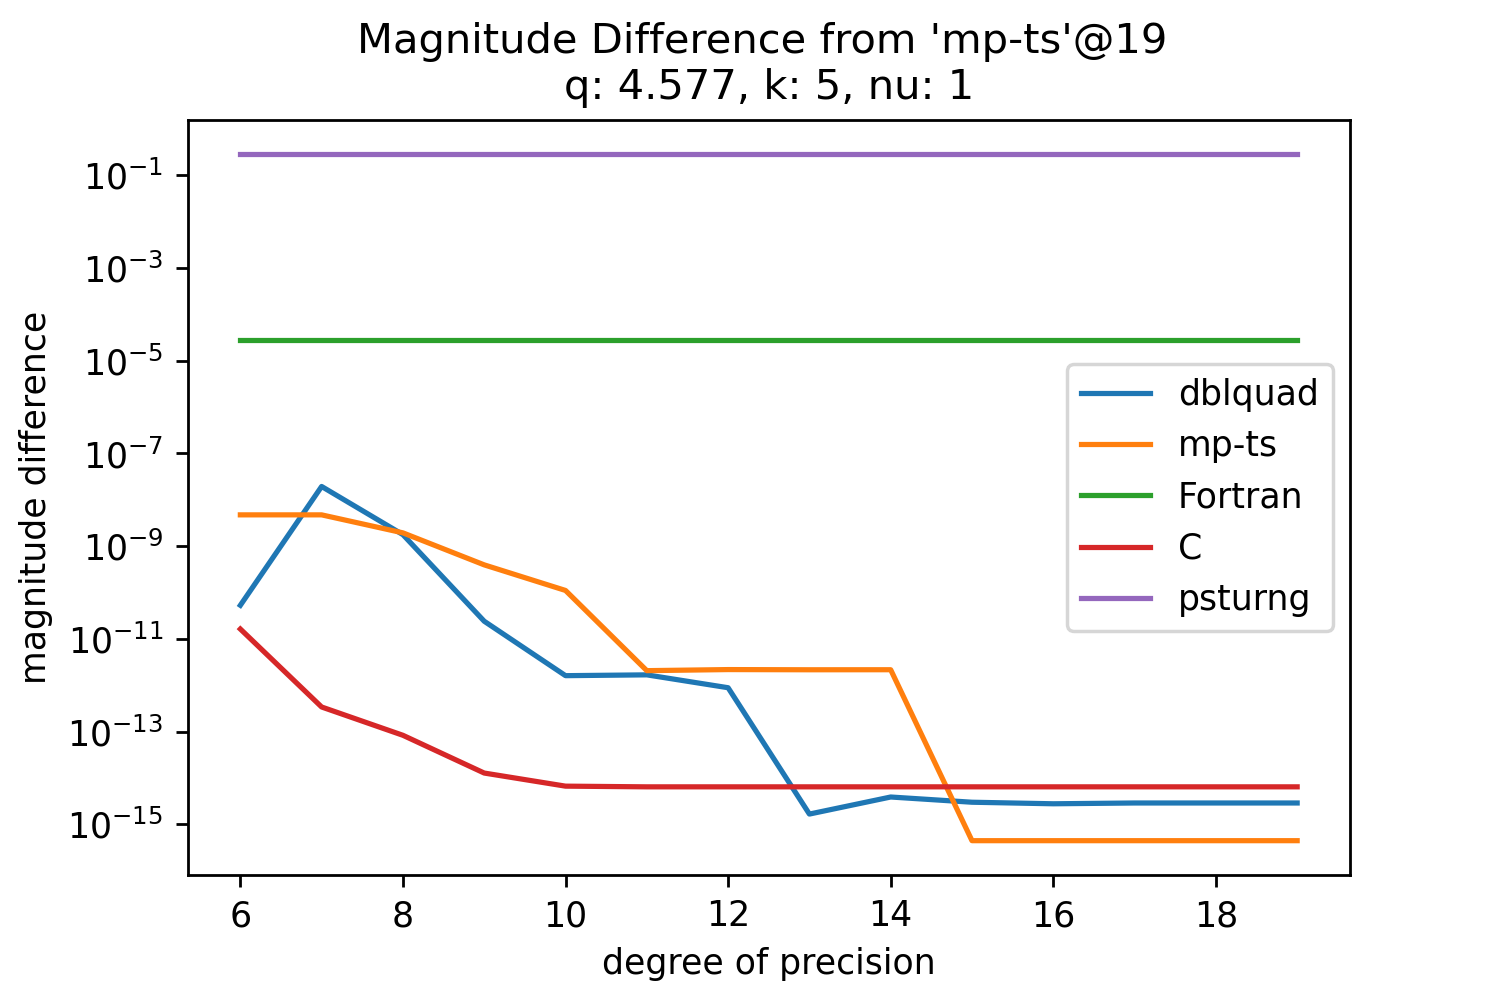 Magnitude Difference from 'mp-ts'@19
q: 4.577, k: 5, nu: 1
magnitude difference
10⁻¹
10⁻³
10⁻⁵
10⁻⁷
10⁻⁹
10⁻¹¹
10⁻¹³
10⁻¹⁵
dblquad
mp-ts
Fortran
C
psturng
6 8 10 12 14 16 18
degree of precision